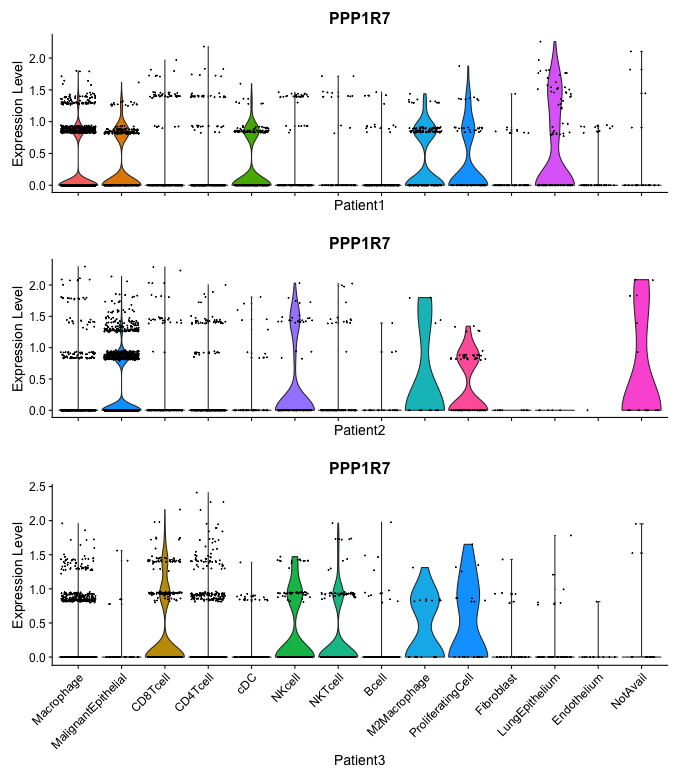 PPP1R7
Expression Level
2.0
1.5
1.0
0.5
0.0
Patient1
PPP1R7
Expression Level
2.0
1.5
1.0
0.5
0.0
Patient2
PPP1R7
Expression Level
2.5
2.0
1.5
1.0
0.5
0.0
Macrophage
MalignantEpithelial
CD8Tcell
CD4Tcell
cDC
NKcell
NKTcell
Bcell
M2Macrophage
ProliferatingCell
Fibroblast
LungEpithelium
Endothelium
NotAvail
Patient3